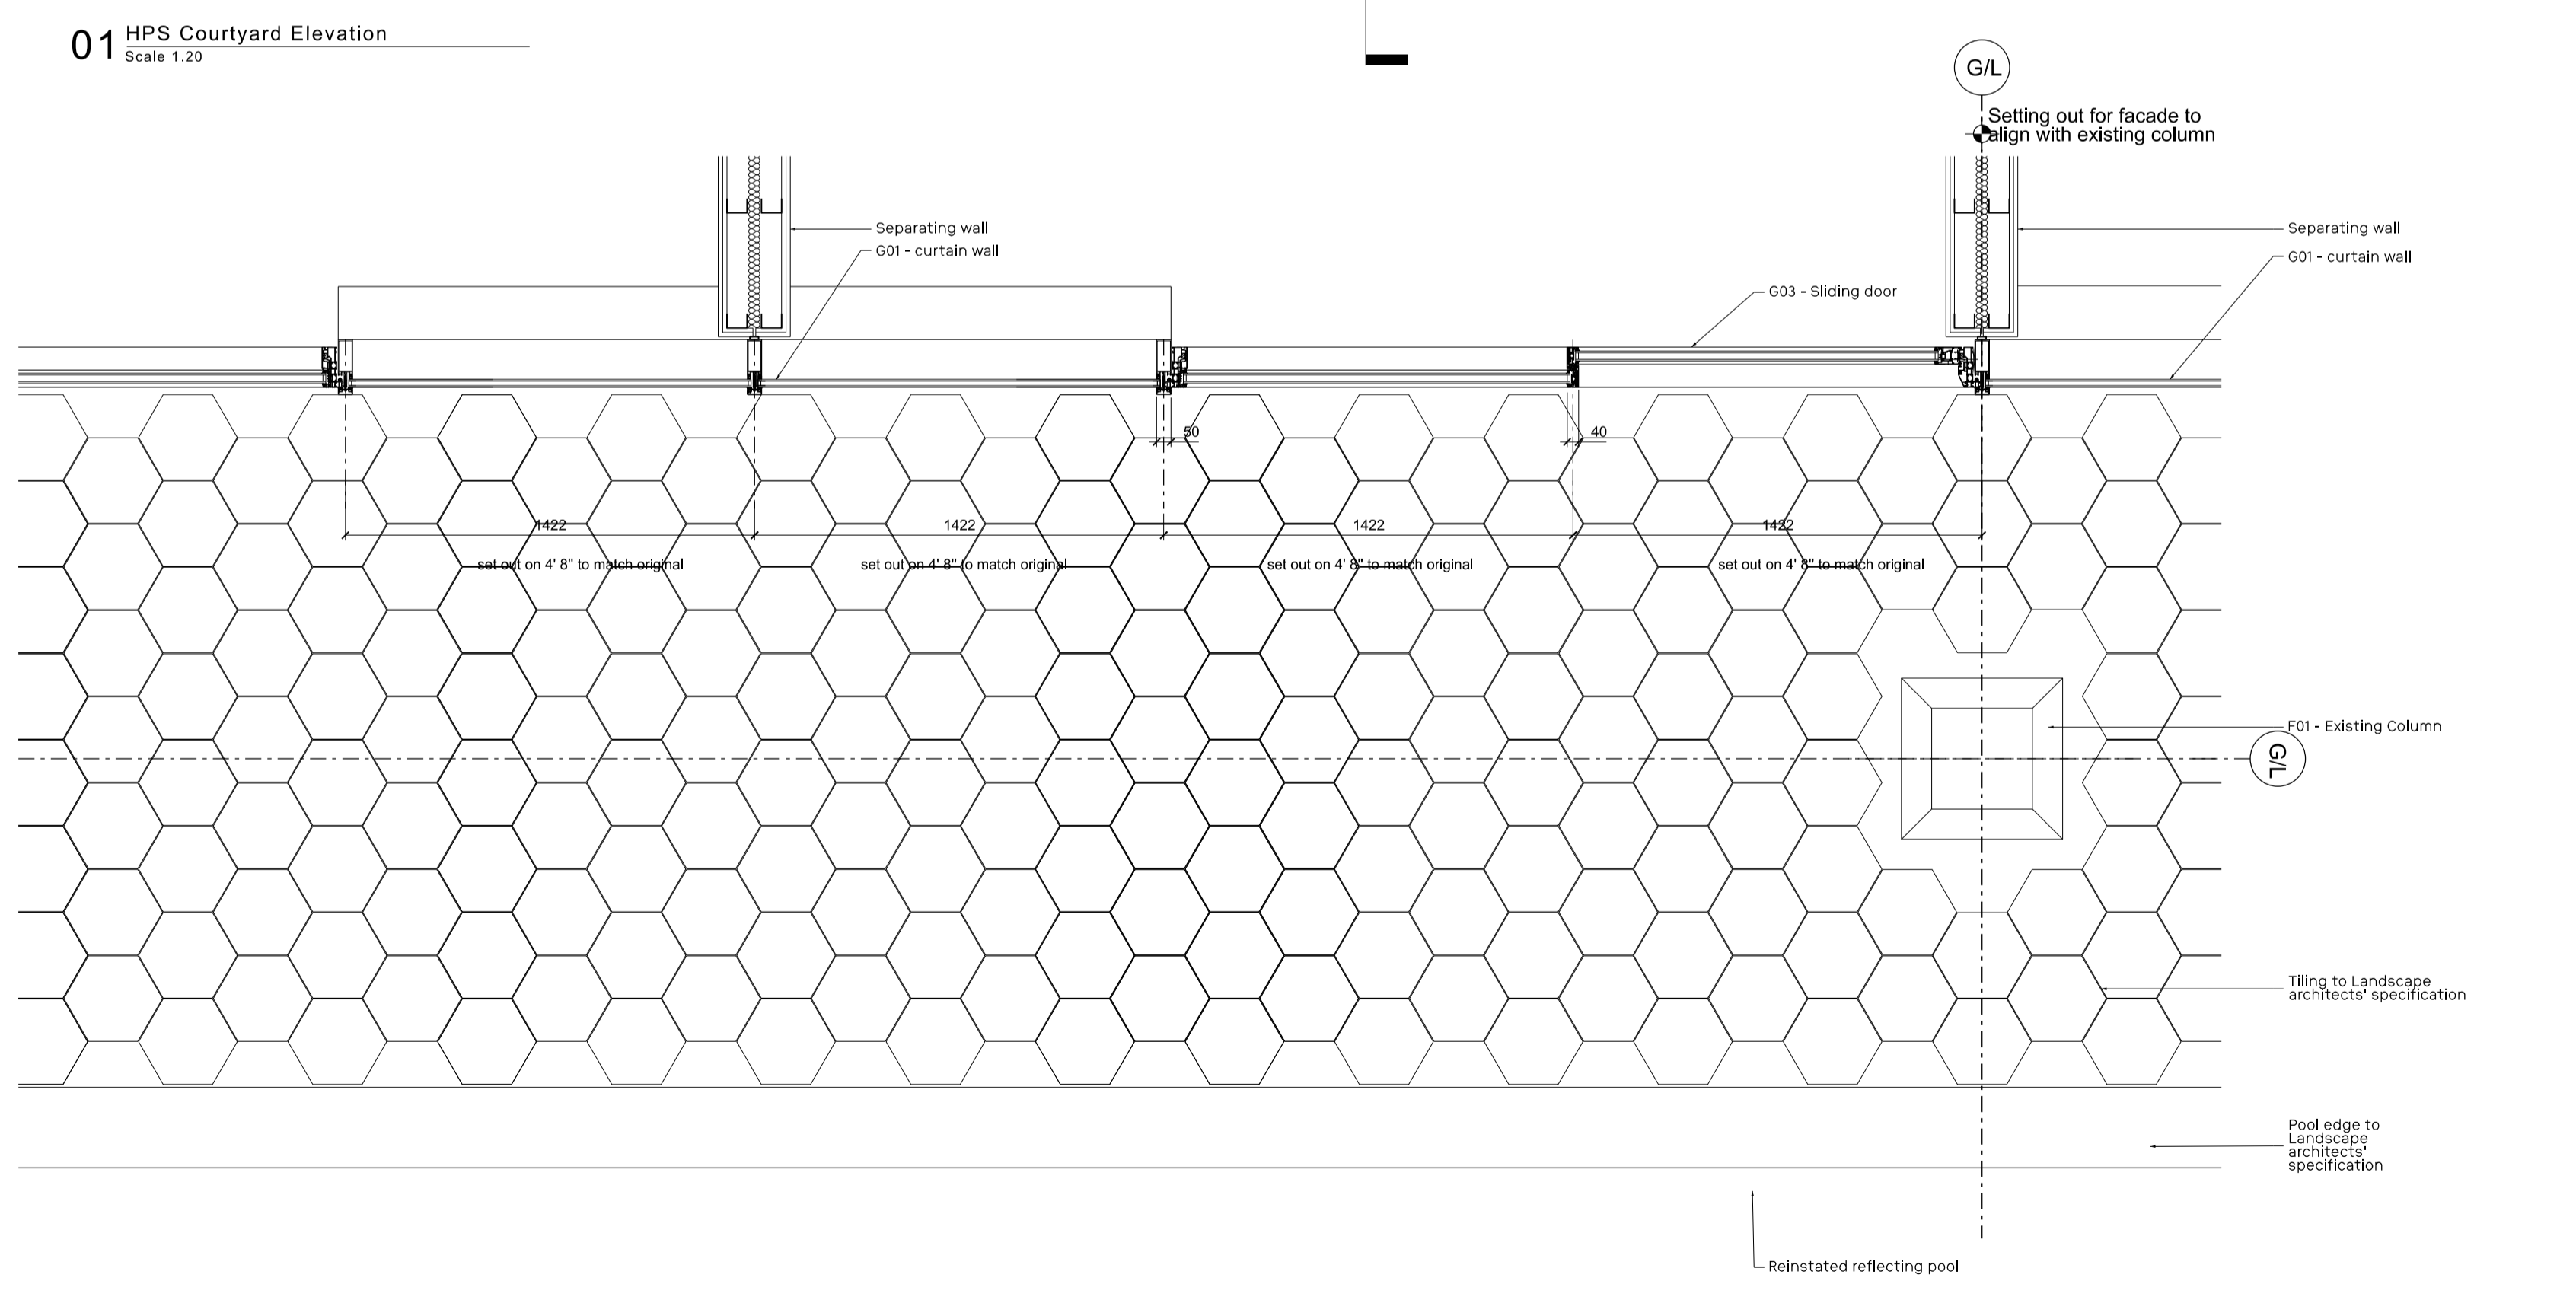 01 HPS Courtyard Elevation
Scale 1.20
G/L
Setting out for facade to
align with existing column
Separating wall
G01 - curtain wall
G03 - Sliding door
Separating wall
G01 - curtain wall
50
40
1422
1422
1422
1422
set out on 4' 8" to match original
set out on 4' 8" to match original
set out on 4' 8" to match original
set out on 4' 8" to match original
F01 - Existing Column
G/L
Tiling to Landscape
architects' specification
Pool edge to
Landscape
architects'
specification
Reinstated reflecting pool